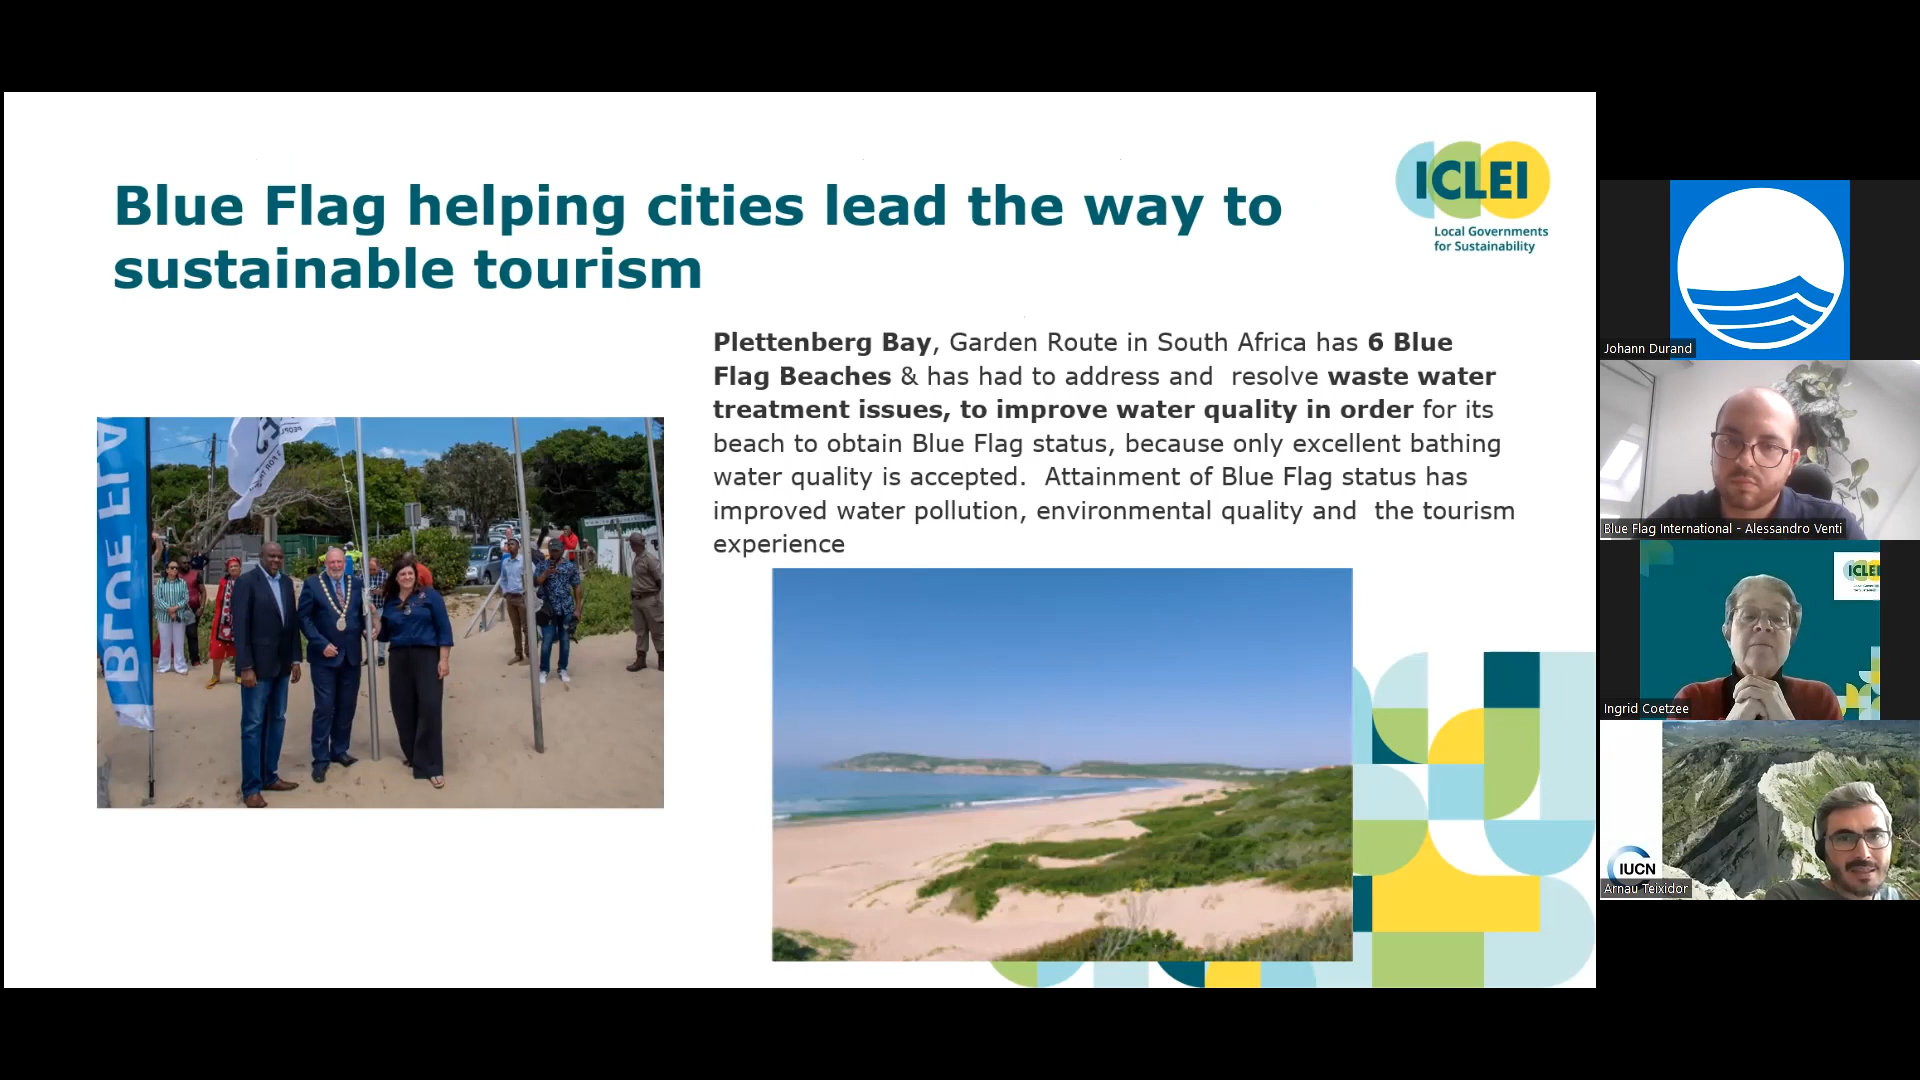 Blue Flag helping cities lead the way to
sustainable tourism
ICLEI
Local Governments
for Sustainability
Plettenberg Bay, Garden Route in South Africa has 6 Blue
Flag Beaches & has had to address and  resolve waste water
treatment issues, to improve water quality in order for its
beach to obtain Blue Flag status, because only excellent bathing
water quality is accepted.  Attainment of Blue Flag status has
improved water pollution, environmental quality and  the tourism
experience
BLUE FLA
Johann Durand
Blue Flag International - Alessandro Venti
ICLEI
Ingrid Coetzee
IUCN
Arnau Teixidor